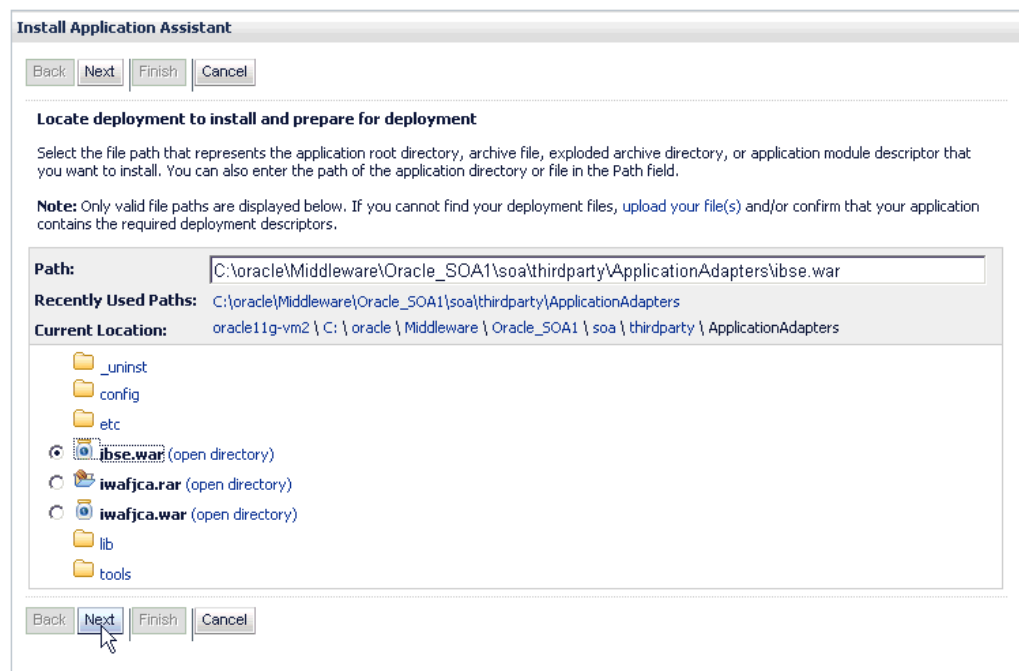 Install Application Assistant
Back Next Finish Cancel
Locate deployment to install and prepare for deployment
Select the file path that represents the application root directory, archive file, exploded archive directory, or application module descriptor that
you want to install. You can also enter the path of the application directory or file in the Path field.
Note: Only valid file paths are displayed below. If you cannot find your deployment files, upload your file(s) and/or confirm that your application
contains the required deployment descriptors.
Path: C:\oracle\Middleware\Oracle_SOA1\soa\thirdparty\ApplicationAdapters\ibse.war
Recently Used Paths: C:\oracle\Middleware\Oracle_SOA1\soa\thirdparty\ApplicationAdapters
Current Location: oracle11g-vm2 \ C: \ oracle \ Middleware \ Oracle_SOA1 \ soa \ thirdparty \ ApplicationAdapters
_uninst
config
etc
ibse.war (open directory)
iwafjca.rar (open directory)
iwafjca.war (open directory)
lib
tools
Back Next Finish Cancel